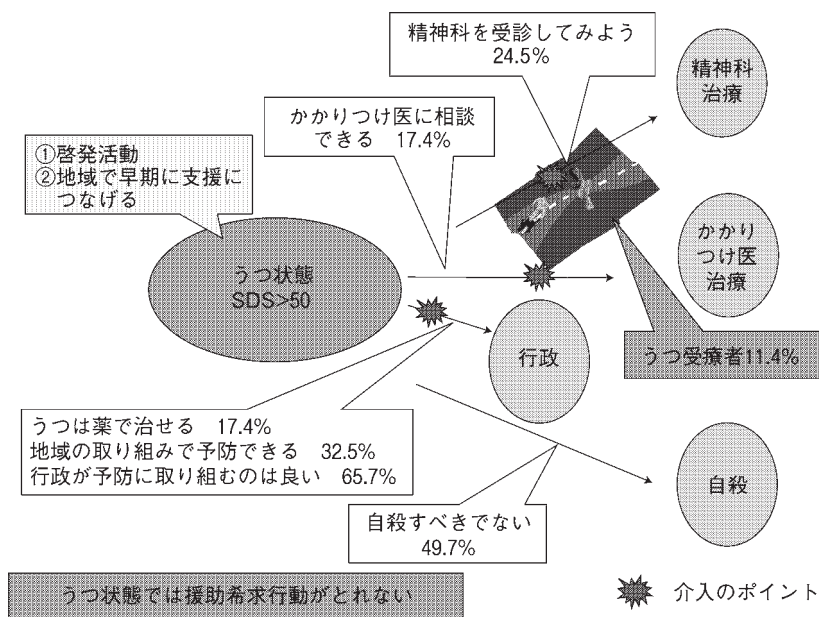 精神科を受診してみよう
24.5%
精神科
治療
かかりつけ医に相談
できる 17.4%
①啓発活動
②地域で早期に支援に
つなげる
うつ状態
SDS>50
かかり
つけ医
治療
行政
うつ受療者11.4%
うつは薬で治せる 17.4%
地域の取り組みで予防できる 32.5%
行政が予防に取り組むのは良い 65.7%
自殺すべきでない
49.7%
自殺
うつ状態では援助希求行動がとれない
介入のポイント